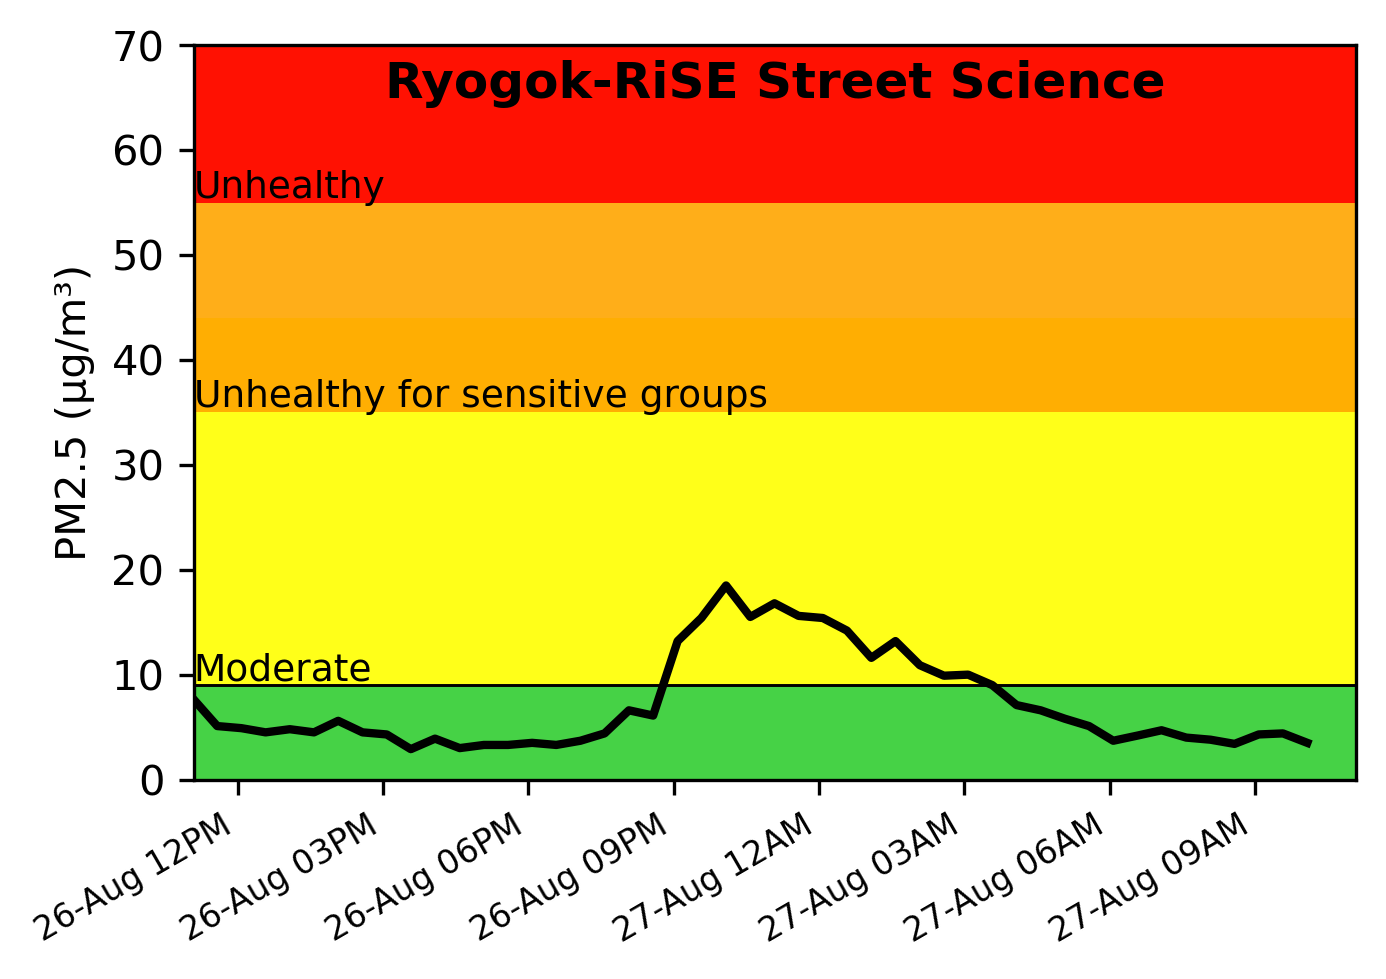 Ryogok-RiSE Street Science
PM2.5 (μg/m³)
70
60
50
40
30
20
10
0
Unhealthy
Unhealthy for sensitive groups
Moderate
26-Aug 12PM
26-Aug 03PM
26-Aug 06PM
26-Aug 09PM
27-Aug 12AM
27-Aug 03AM
27-Aug 06AM
27-Aug 09AM